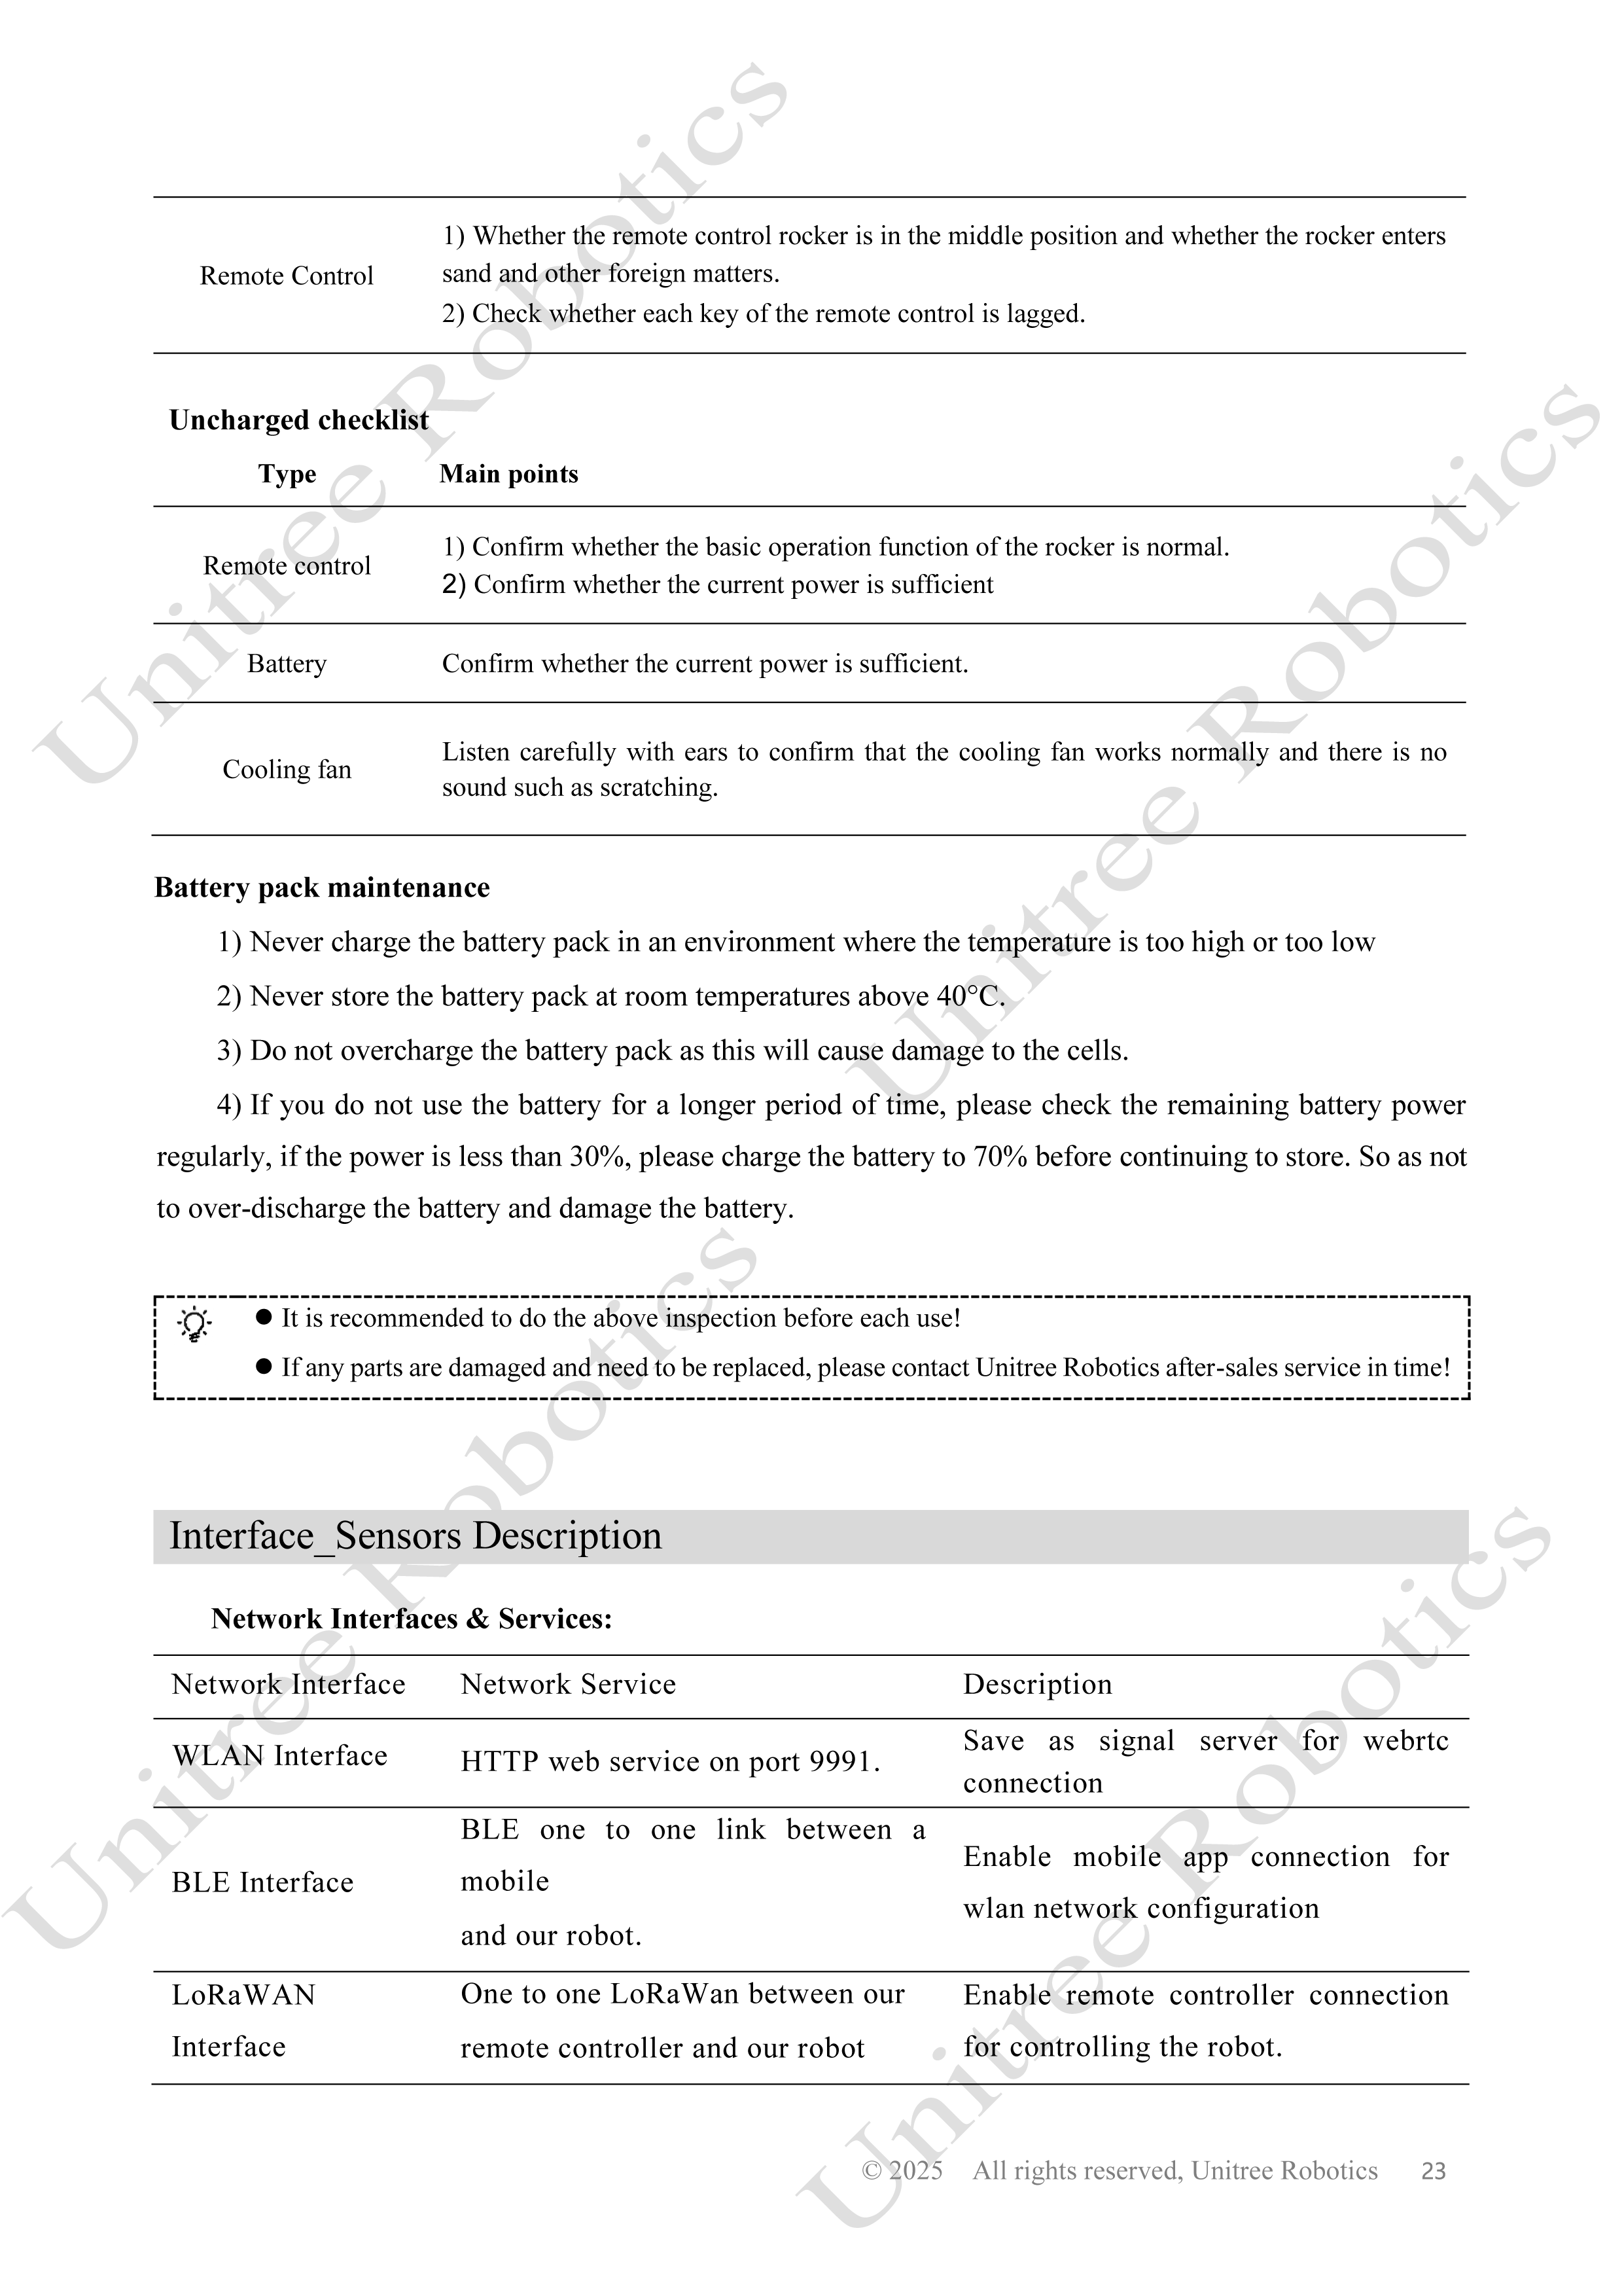 Remote Control
1) Whether the remote control rocker is in the middle position and whether the rocker enters
sand and other foreign matters.
2) Check whether each key of the remote control is lagged.
Uncharged checklist
Type Main points
Remote control
1) Confirm whether the basic operation function of the rocker is normal.
2) Confirm whether the current power is sufficient
Battery Confirm whether the current power is sufficient.
Cooling fan
Listen carefully with ears to confirm that the cooling fan works normally and there is no
sound such as scratching.
Battery pack maintenance
1) Never charge the battery pack in an environment where the temperature is too high or too low
2) Never store the battery pack at room temperatures above 40°C.
3) Do not overcharge the battery pack as this will cause damage to the cells.
4) If you do not use the battery for a longer period of time, please check the remaining battery power
regularly, if the power is less than 30%, please charge the battery to 70% before continuing to store. So as not
to over-discharge the battery and damage the battery.
● It is recommended to do the above inspection before each use!
● If any parts are damaged and need to be replaced, please contact Unitree Robotics after-sales service in time!
Interface_Sensors Description
Network Interfaces & Services:
Network Interface Network Service Description
WLAN Interface
HTTP web service on port 9991.
Save as signal server for webrtc
connection
BLE Interface
BLE one to one link between a
mobile
and our robot.
Enable mobile app connection for
wlan network configuration
LoRaWAN
Interface
One to one LoRaWan between our
remote controller and our robot
Enable remote controller connection
for controlling the robot.
© 2025 All rights reserved, Unitree Robotics 23
Unitree Robotics
Unitree Robotics
Unitree Robotics
Unitree Robotics